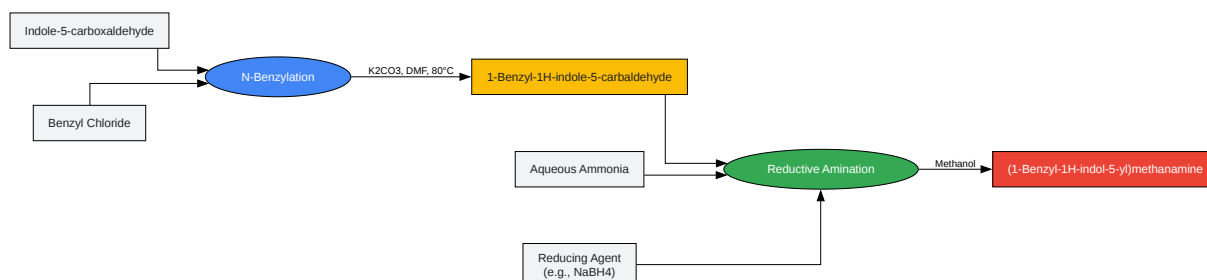 Indole-5-carboxaldehyde
Benzyl Chloride
N-Benzylation
K2CO3, DMF, 80°C
1-Benzyl-1H-indole-5-carbaldehyde
Aqueous Ammonia
Reducing Agent
(e.g., NaBH4)
Reductive Amination
Methanol
(1-Benzyl-1H-indol-5-yl)methanamine